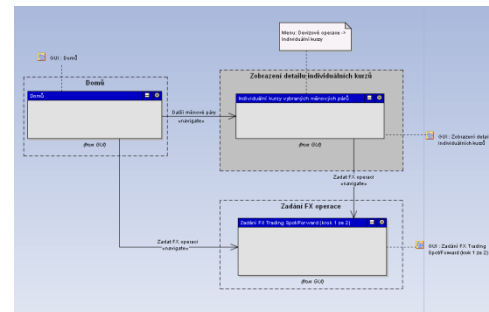 Menu: Devizové operace ->
Individuální kurzy
GUI : Domů
Domů
Domů
(from GUI)
Další měnové páry
«navigate»
Zobrazení detailu individuálních kurzů
Individuální kurzy vybraných měnových párů
(from GUI)
GUI : Zobrazení detailu
individuálních kurzů
Zadat FX operaci
«navigate»
Zadat FX operaci
«navigate»
Zadání FX operace
Zadání FX Trading Spot/Forward (krok 1 ze 2)
(from GUI)
GUI : Zadání FX Trading
Spot/Forward (krok 1 ze 2)